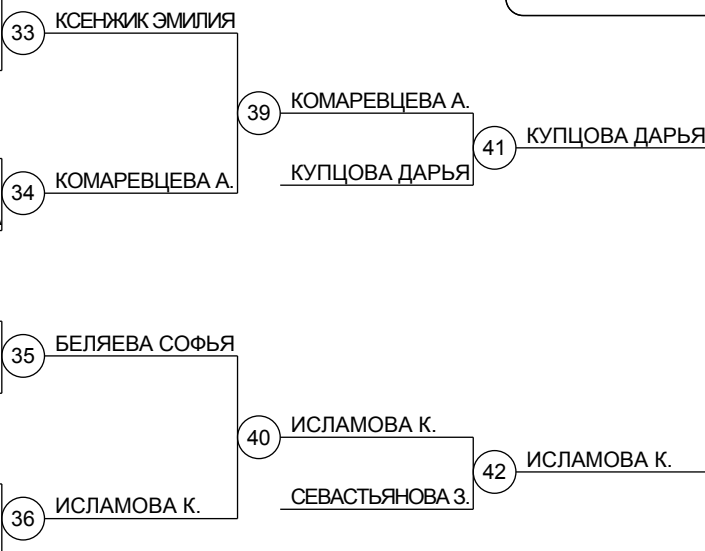 33 КСЕНЖИК ЭМИЛИЯ
39 КОМАРЕВЦЕВА А.
41 КУПЦОВА ДАРЬЯ
КУПЦОВА ДАРЬЯ
34 КОМАРЕВЦЕВА А.
35 БЕЛЯЕВА СОФЬЯ
40 ИСЛАМОВА К.
42 ИСЛАМОВА К.
СЕВАСТЬЯНОВА З.
36 ИСЛАМОВА К.